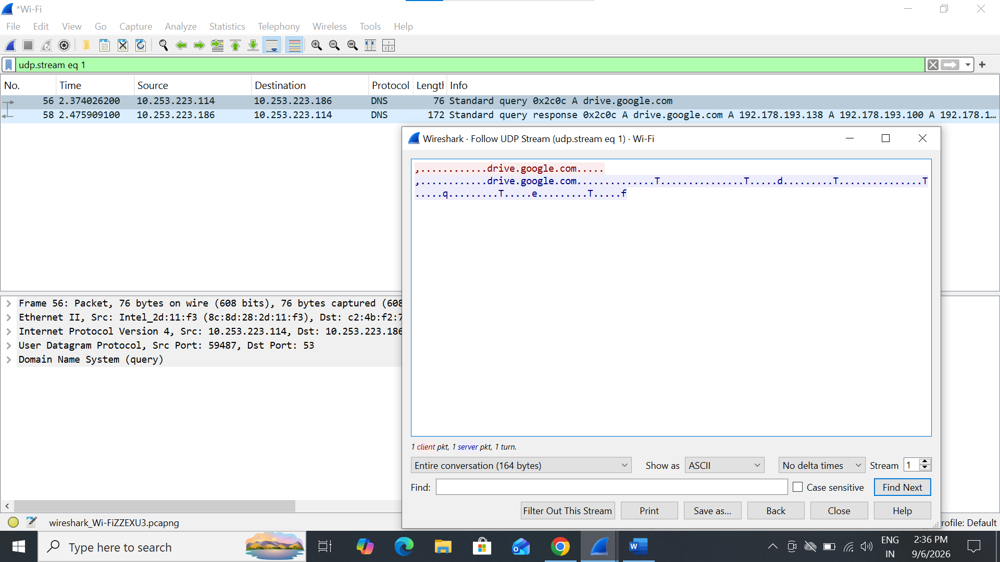 *Wi-Fi
File Edit View Go Capture Analyze Statistics Telephony Wireless Tools Help
udp.stream eq 1
No. Time Source Destination Protocol Length Info
56 2.374026200 10.253.223.114 10.253.223.186 DNS 76 Standard query 0x2c0c A drive.google.com
58 2.475909100 10.253.223.186 10.253.223.114 DNS 172 Standard query response 0x2c0c A drive.google.com A 192.178.193.138 A 192.178.193.100 A 192.178.1...
Wireshark · Follow UDP Stream (udp.stream eq 1) · Wi-Fi
,............drive.google.com.....
,............drive.google.com..............T...............T.....d.........T...............T
.....q.........T.....e.........T.....f
Frame 56: Packet, 76 bytes on wire (608 bits), 76 bytes captured (608
Ethernet II, Src: Intel_2d:11:f3 (8c:8d:28:2d:11:f3), Dst: c2:4b:f2:7
Internet Protocol Version 4, Src: 10.253.223.114, Dst: 10.253.223.186
User Datagram Protocol, Src Port: 59487, Dst Port: 53
Domain Name System (query)
1 client pkt, 1 server pkt, 1 turn.
Entire conversation (164 bytes) Show as ASCII No delta times Stream 1
Find: Case sensitive Find Next
Filter Out This Stream Print Save as... Back Close Help
wireshark_Wi-FiZZEXU3.pcapng rofile: Default
Type here to search
ENG
IN
2:36 PM
9/6/2026